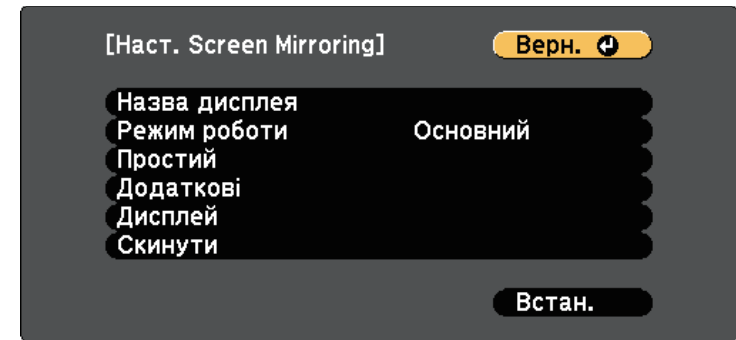 [Наст. Screen Mirroring] Верн.
Назва дисплея
Режим роботи Основний
Простий
Додаткові
Дисплей
Скинути
Встан.